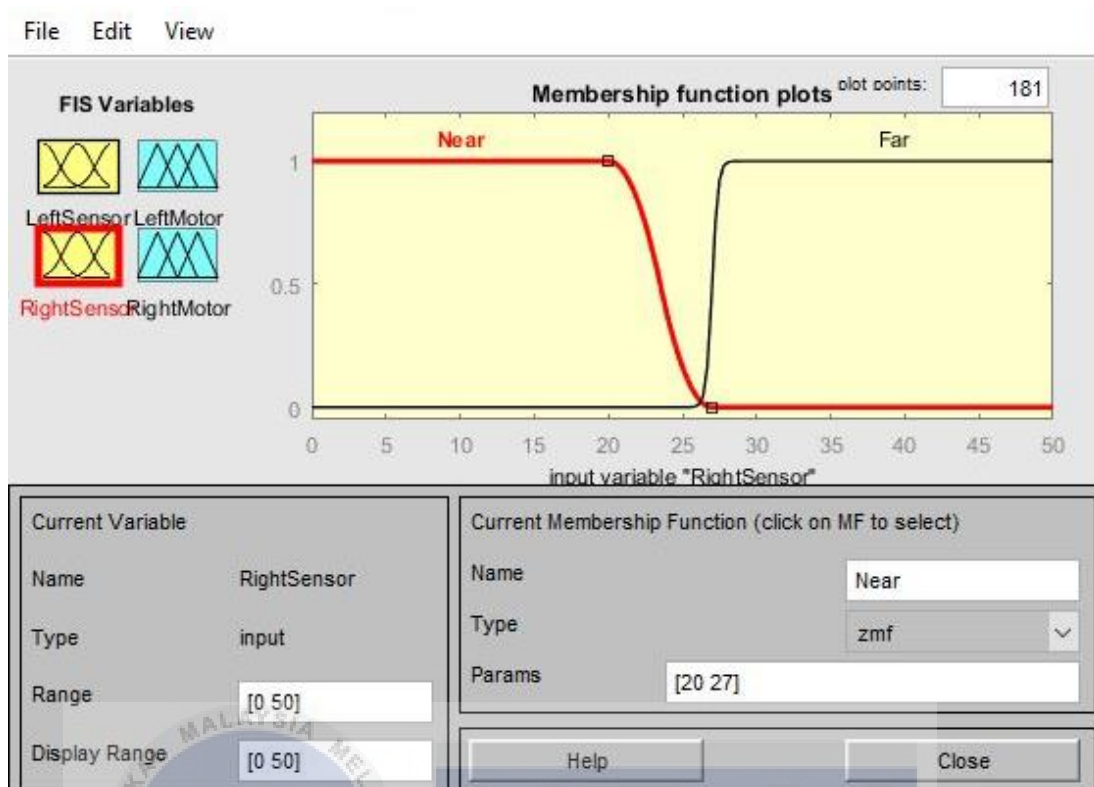 File Edit View
FIS Variables
Membership function plots
plot points: 181
LeftSensor LeftMotor
RightSensor RightMotor
Near
Far
1
0.5
0
0 5 10 15 20 25 30 35 40 45 50
input variable "RightSensor"
Current Variable
Name RightSensor
Type input
Range [0 50]
Display Range [0 50]
Current Membership Function (click on MF to select)
Name Near
Type zmf
Params [20 27]
Help Close
MALAYSIA